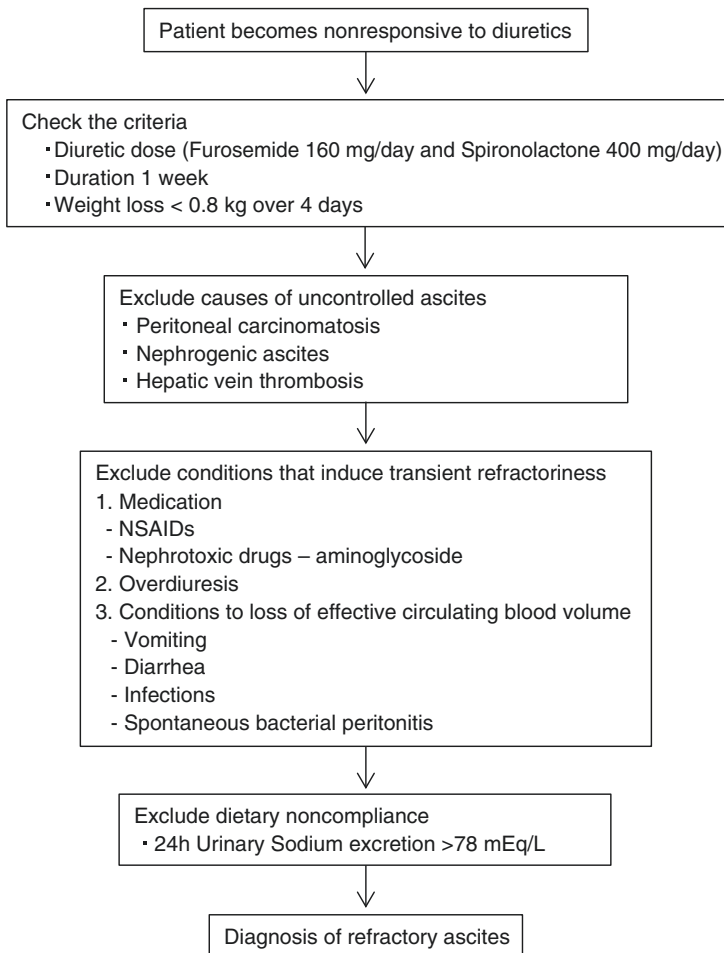 Patient becomes nonresponsive to diuretics
Check the criteria
▪ Diuretic dose (Furosemide 160 mg/day and Spironolactone 400 mg/day)
▪ Duration 1 week
▪ Weight loss < 0.8 kg over 4 days
Exclude causes of uncontrolled ascites
▪ Peritoneal carcinomatosis
▪ Nephrogenic ascites
▪ Hepatic vein thrombosis
Exclude conditions that induce transient refractoriness
1. Medication
- NSAIDs
- Nephrotoxic drugs – aminoglycoside
2. Overdiuresis
3. Conditions to loss of effective circulating blood volume
- Vomiting
- Diarrhea
- Infections
- Spontaneous bacterial peritonitis
Exclude dietary noncompliance
▪ 24h Urinary Sodium excretion >78 mEq/L
Diagnosis of refractory ascites